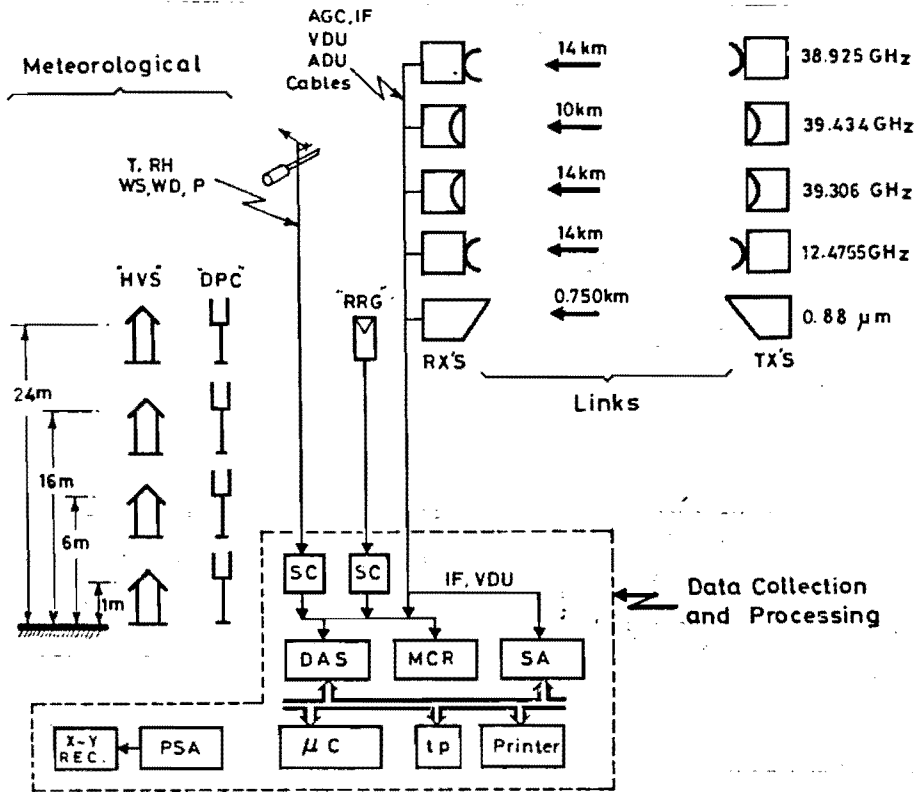 Meteorological
AGC, IF
VDU
ADU
Cables
T, RH
WS, WD, P
"HVS"
"DPC"
"RRG"
24m
16m
6m
1m
14km
38.925 GHz
10km
39.434 GHz
14km
39.306 GHz
14km
12.4755GHz
0.750km
0.88 μm
RX'S
TX'S
Links
SC
SC
IF, VDU
Data Collection
and Processing
DAS
MCR
SA
X-Y
REC.
PSA
μC
tp
Printer